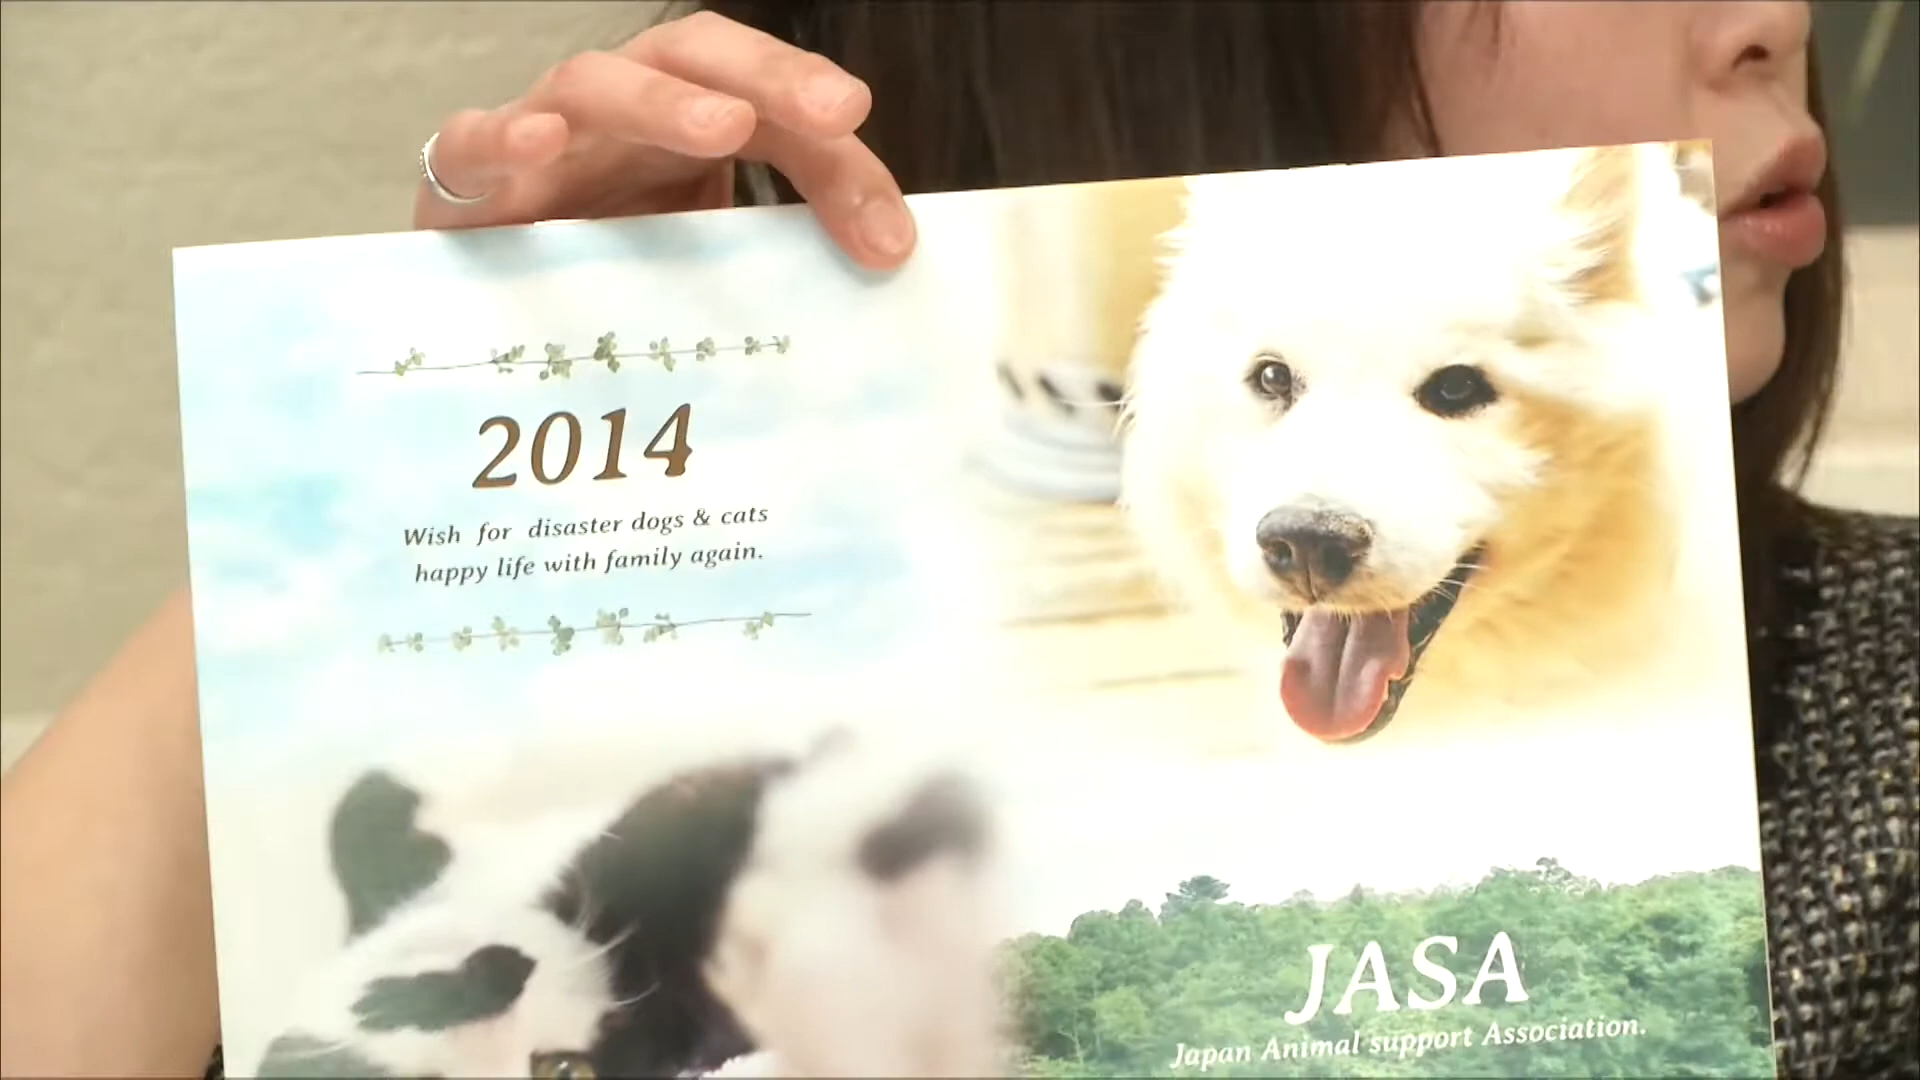 2014
Wish for disaster dogs & cats
happy life with family again.
JASA
Japan Animal support Association.